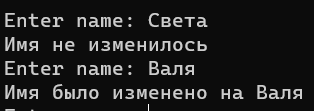 Enter name: Света
Имя не изменилось
Enter name: Валя
Имя было изменено на Валя